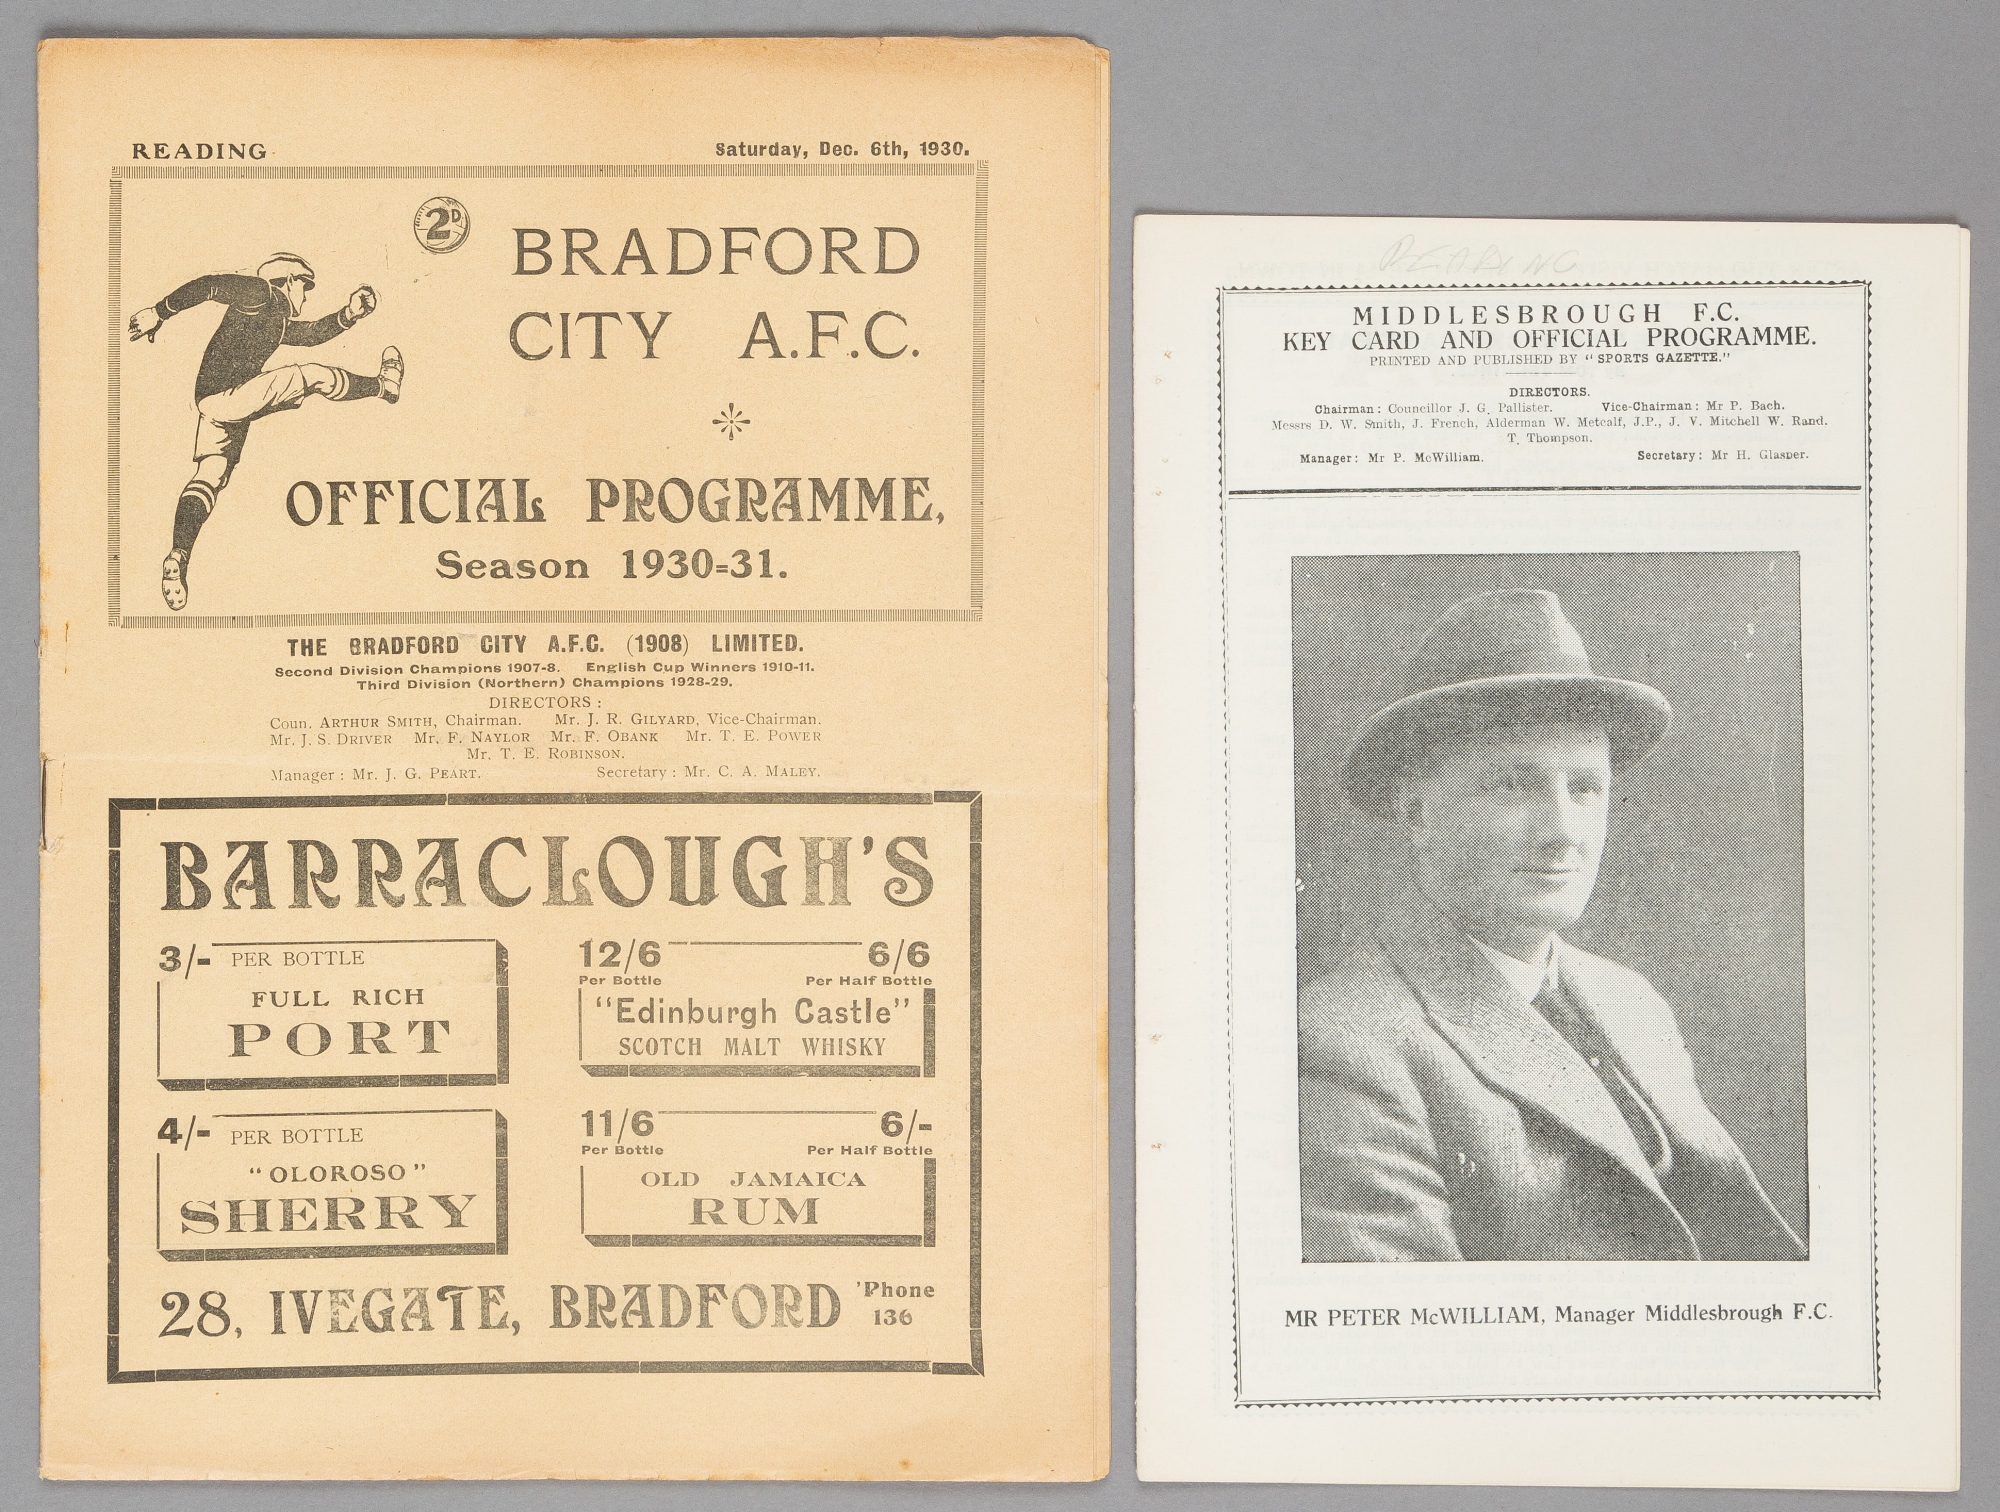 READING
Saturday, Dec. 6th, 1930.
2D
BRADFORD
CITY A.F.C.
OFFICIAL PROGRAMME,
Season 1930=31.
THE BRADFORD CITY A.F.C. (1908) LIMITED.
Second Division Champions 1907-8. English Cup Winners 1910-11.
Third Division (Northern) Champions 1928-29.
DIRECTORS :
Coun. ARTHUR SMITH, Chairman. Mr. J. R. GILYARD, Vice-Chairman.
Mr. J. S. DRIVER Mr. F. NAYLOR Mr. F. OBANK Mr. T. E. POWER
Mr. T. E. ROBINSON.
Manager : Mr. J. G. PEART. Secretary : Mr. C. A. MALEY.
BARRACLOUGH'S
3/- PER BOTTLE
FULL RICH
PORT
12/6 6/6
Per Bottle Per Half Bottle
"Edinburgh Castle"
SCOTCH MALT WHISKY
4/- PER BOTTLE
"OLOROSO"
SHERRY
11/6 6/-
Per Bottle Per Half Bottle
OLD JAMAICA
RUM
28, IVEGATE, BRADFORD 'Phone 136
READING
MIDDLESBROUGH F.C.
KEY CARD AND OFFICIAL PROGRAMME.
PRINTED AND PUBLISHED BY "SPORTS GAZETTE."
DIRECTORS.
Chairman: Councillor J. G. Pallister. Vice-Chairman: Mr P. Bach.
Messrs D. W. Smith, J. French, Alderman W. Metcalf, J.P., J. V. Mitchell W. Rand.
T. Thompson.
Manager: Mr P. McWilliam. Secretary: Mr H. Glasper.
MR PETER McWILLIAM, Manager Middlesbrough F.C.